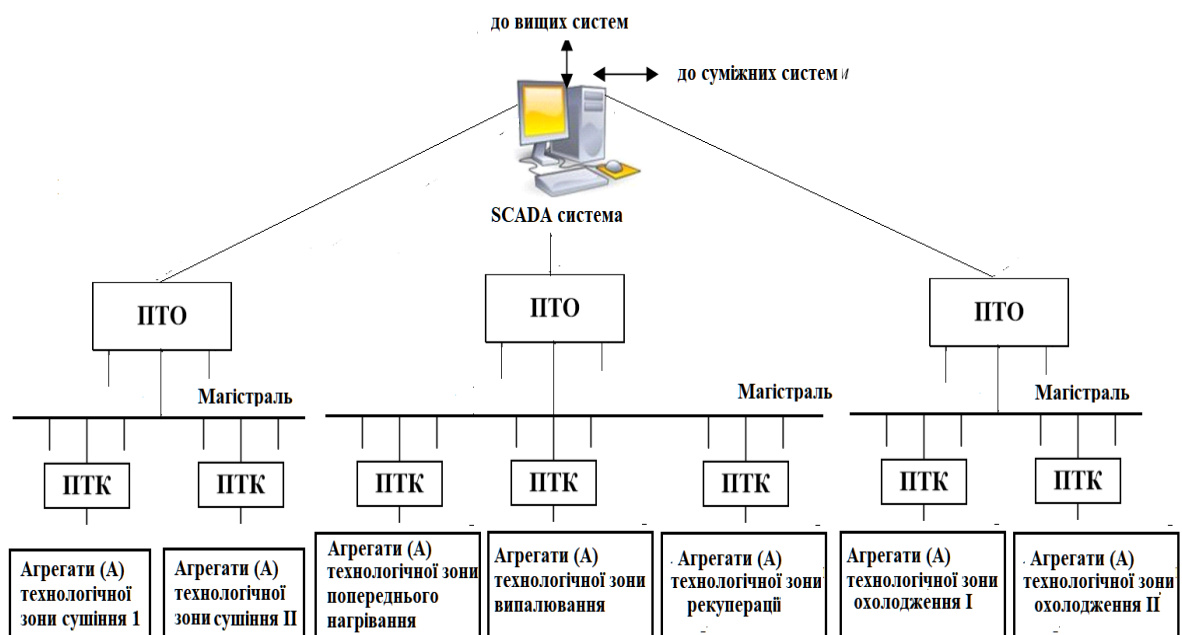 до вищих систем
до суміжних систем и
SCADA система
ПТО
ПТО
ПТО
Магістраль
Магістраль
Магістраль
ПТК
ПТК
ПТК
ПТК
ПТК
ПТК
ПТК
Агрегати (А)
технологічної
зони сушіння 1
Агрегати (А)
технологічної
зони сушіння II
Агрегати (А)
технологічної зони
попереднього
нагрівання
Агрегати (А)
технологічної зони
випалювання
Агрегати (А)
технологічної зони
рекуперації
Агрегати (А)
технологічної зони
охолодження I
Агрегати (А)
технологічної зони
охолодження II